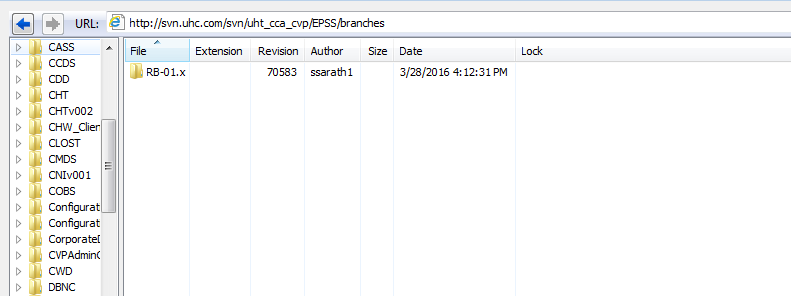 URL: http://svn.uhc.com/svn/uht_cca_cvp/EPSS/branches
CASS
CCDS
CDD
CHT
CHTv002
CHW_Clien
CLOST
CMDS
CNIv001
COBS
Configurat
Configurat
CorporateD
CVPAdminC
CWD
DBNC
File Extension Revision Author Size Date Lock
RB-01.x 70583 ssarath1 3/28/2016 4:12:31 PM